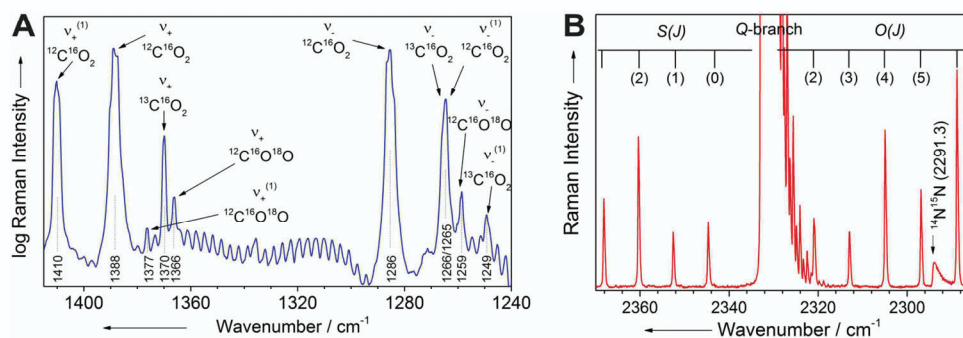 A
ν₊⁽¹⁾
¹²C¹⁶O₂
ν₊
¹²C¹⁶O₂
ν₊
¹³C¹⁶O₂
ν₊
¹²C¹⁶O¹⁸O
ν₊⁽¹⁾
¹²C¹⁶O¹⁸O
ν₋
¹²C¹⁶O₂
ν₋
¹³C¹⁶O₂
ν₋⁽¹⁾
¹²C¹⁶O₂
ν₋
¹²C¹⁶O¹⁸O
ν₋⁽¹⁾
¹³C¹⁶O₂
log Raman Intensity
1410
1388
1377
1370
1366
1286
1266/1265
1259
1249
1400 1360 1320 1280 1240
Wavenumber / cm⁻¹
B
S(J) Q-branch O(J)
(2) (1) (0) (2) (3) (4) (5)
Raman Intensity
¹⁴N¹⁵N (2291.3)
2360 2340 2320 2300
Wavenumber / cm⁻¹